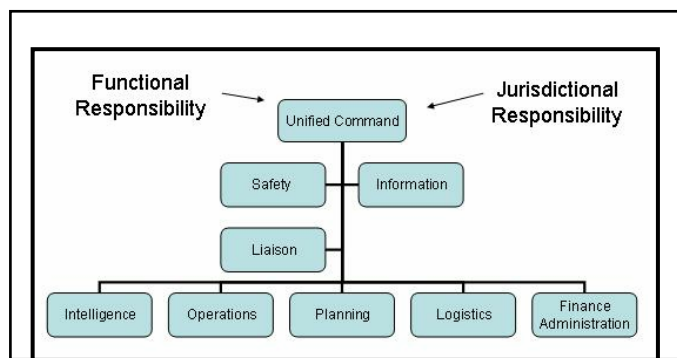 Functional
Responsibility
Jurisdictional
Responsibility
Unified Command
Safety
Information
Liaison
Intelligence
Operations
Planning
Logistics
Finance
Administration